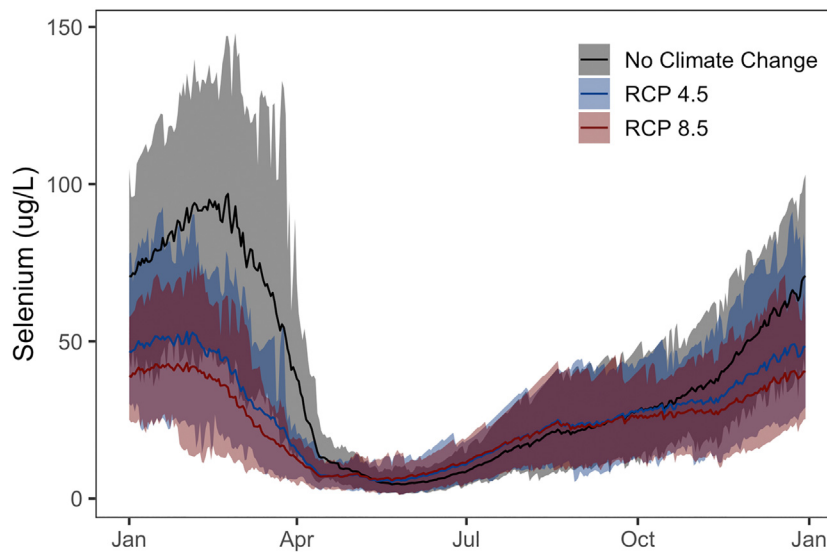 150
100
50
0
Selenium (ug/L)
No Climate Change
RCP 4.5
RCP 8.5
Jan Apr Jul Oct Jan